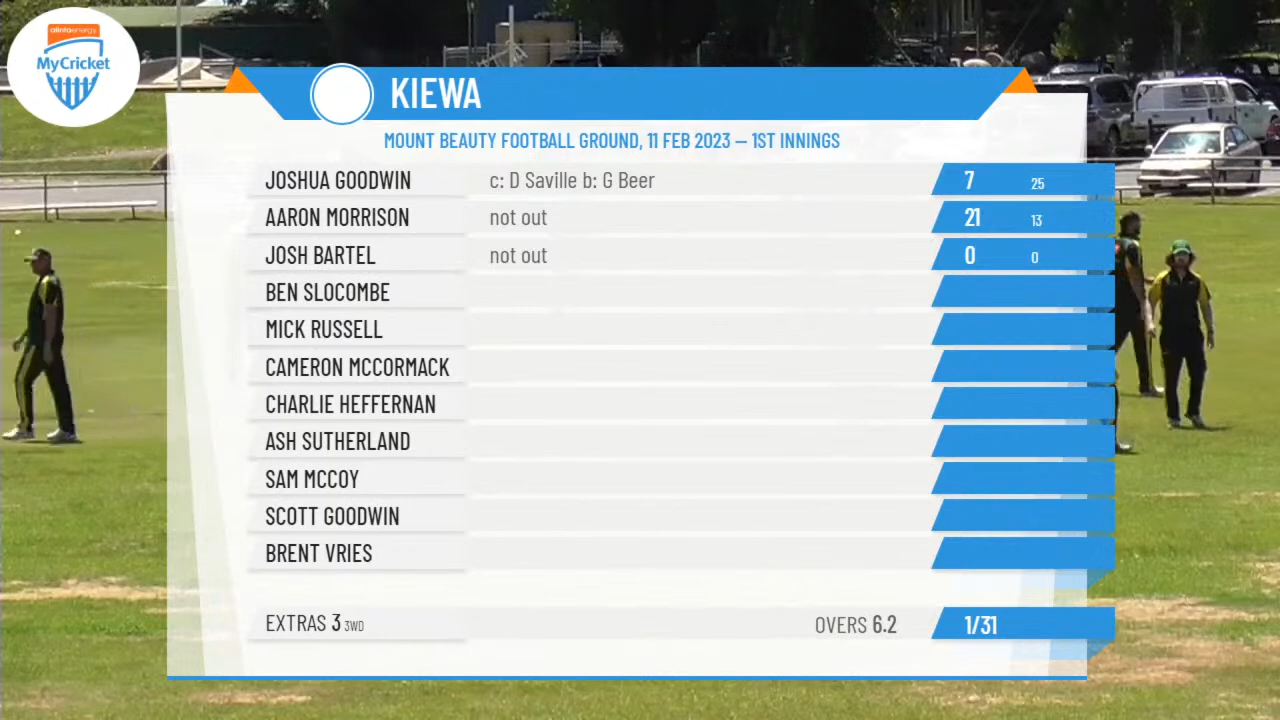 alintaenergy
MyCricket
KIEWA
MOUNT BEAUTY FOOTBALL GROUND, 11 FEB 2023 – 1ST INNINGS
JOSHUA GOODWIN c: D Saville b: G Beer 7 25
AARON MORRISON not out 21 13
JOSH BARTEL not out 0 0
BEN SLOCOMBE
MICK RUSSELL
CAMERON MCCORMACK
CHARLIE HEFFERNAN
ASH SUTHERLAND
SAM MCCOY
SCOTT GOODWIN
BRENT VRIES
EXTRAS 3 3WD OVERS 6.2 1/31